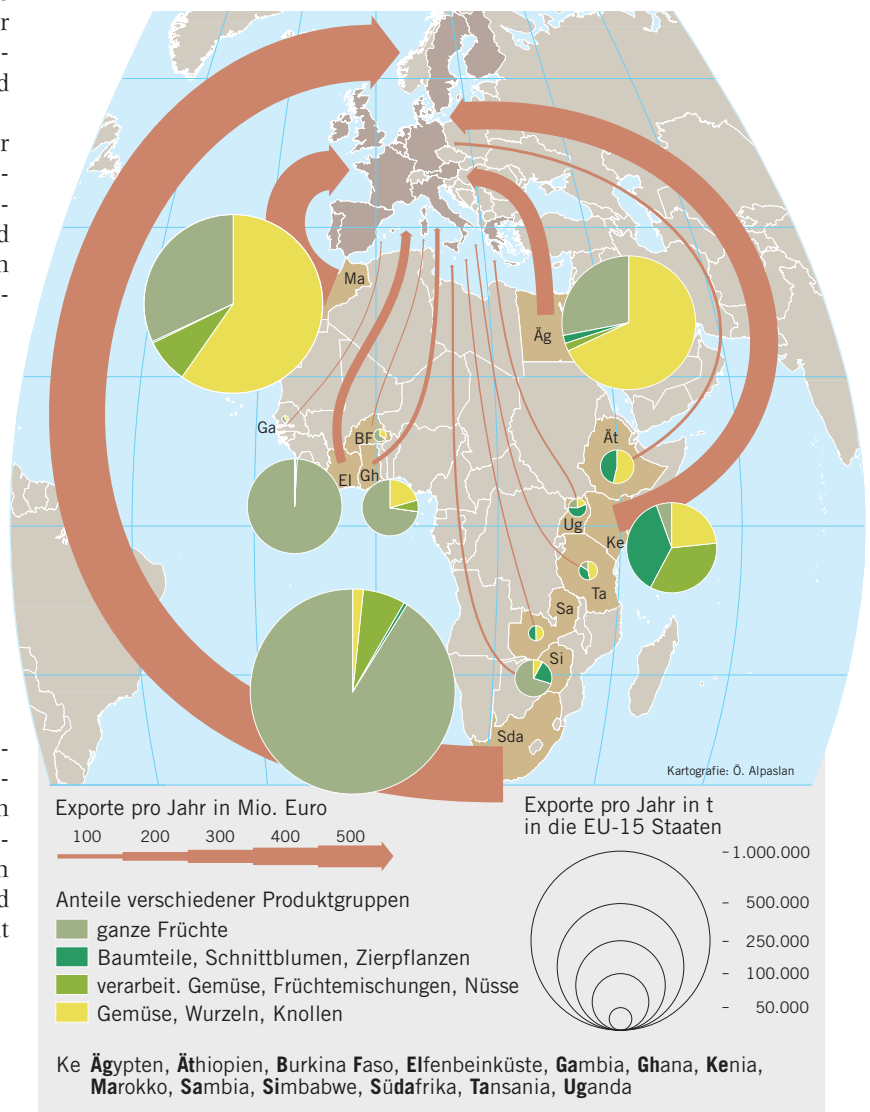 Ma
Äg
Ga
BF
Ät
El
Gh
Ug
Ke
Ta
Sa
Si
Sda
Kartografie: Ö. Alpaslan
Exporte pro Jahr in Mio. Euro
100 200 300 400 500
Exporte pro Jahr in t
in die EU-15 Staaten
1.000.000
500.000
250.000
100.000
50.000
Anteile verschiedener Produktgruppen
ganze Früchte
Baumteile, Schnittblumen, Zierpflanzen
verarbeit. Gemüse, Früchtemischungen, Nüsse
Gemüse, Wurzeln, Knollen
Ke Ägypten, Äthiopien, Burkina Faso, Elfenbeinküste, Gambia, Ghana, Kenia,
Marokko, Sambia, Simbabwe, Südafrika, Tansania, Uganda